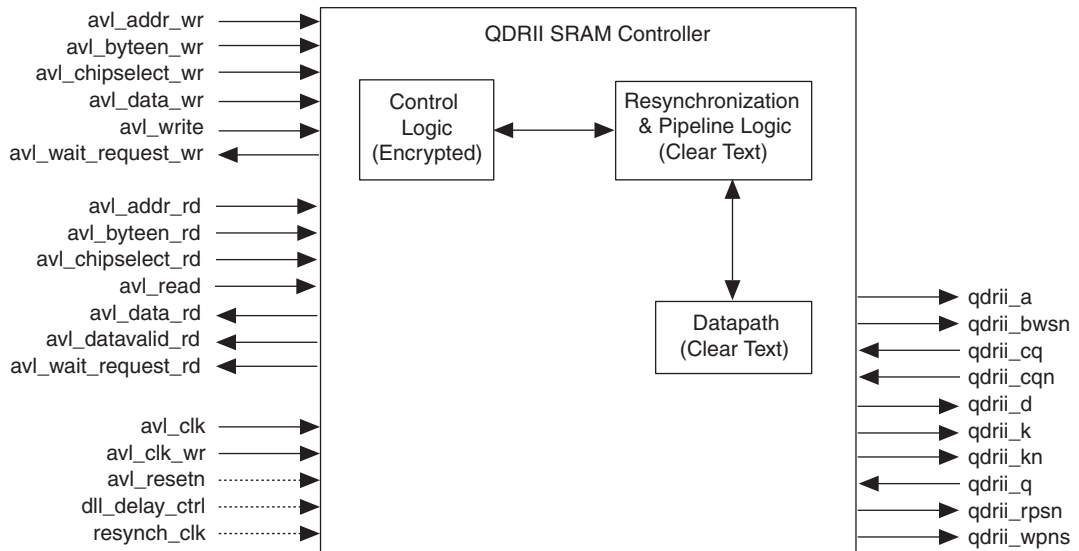 avl_addr_wr
avl_byteen_wr
avl_chipselect_wr
avl_data_wr
avl_write
avl_wait_request_wr
avl_addr_rd
avl_byteen_rd
avl_chipselect_rd
avl_read
avl_data_rd
avl_datavalid_rd
avl_wait_request_rd
avl_clk
avl_clk_wr
avl_resetn
dll_delay_ctrl
resynch_clk
QDRII SRAM Controller
Control
Logic
(Encrypted)
Resynchronization
& Pipeline Logic
(Clear Text)
Datapath
(Clear Text)
qdrii_a
qdrii_bwsn
qdrii_cq
qdrii_cqn
qdrii_d
qdrii_k
qdrii_kn
qdrii_q
qdrii_rpsn
qdrii_wpns